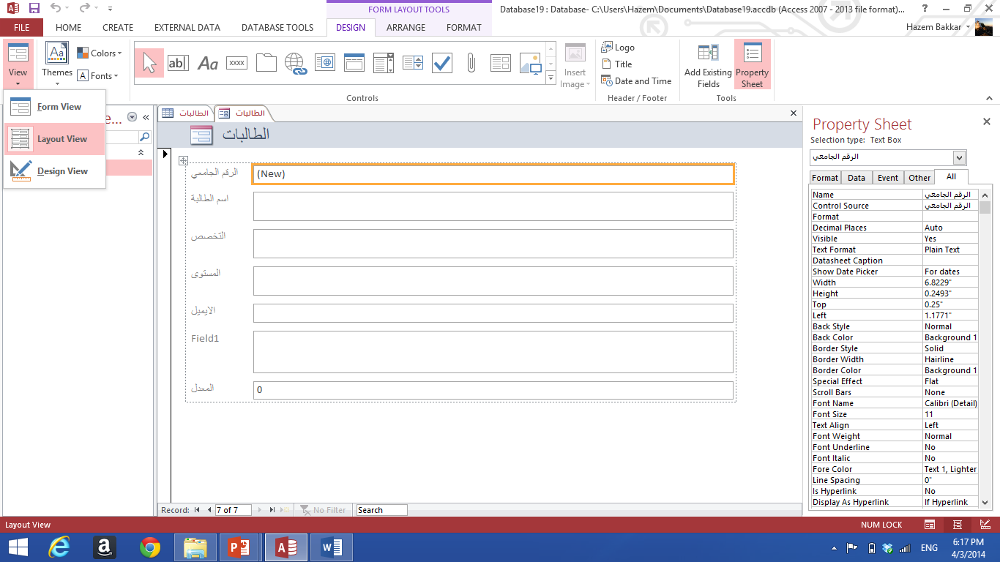 FORM LAYOUT TOOLS
Database19 : Database- C:\Users\Hazem\Documents\Database19.accdb (Access 2007 - 2013 file format)...
FILE HOME CREATE EXTERNAL DATA DATABASE TOOLS DESIGN ARRANGE FORMAT Hazem Bakkar
View
Themes
Colors
Fonts
ab|
Aa
xxxx
Insert Image
Logo
Title
Date and Time
Add Existing Fields
Property Sheet
Controls
Header / Footer
Tools
Form View
Layout View
Design View
e...
الطالبات
الطالبات
الطالبات
الرقم الجامعي
(New)
اسم الطالبة
التخصص
المستوى
الايميل
Field1
المعدل
0
Record: 7 of 7 No Filter Search
Property Sheet
Selection type: Text Box
الرقم الجامعي
Format Data Event Other All
Name الرقم الجامعي
Control Source الرقم الجامعي
Format
Decimal Places Auto
Visible Yes
Text Format Plain Text
Datasheet Caption
Show Date Picker For dates
Width 6.8229"
Height 0.2493"
Top 0.25"
Left 1.1771"
Back Style Normal
Back Color Background 1
Border Style Solid
Border Width Hairline
Border Color Background 1
Special Effect Flat
Scroll Bars None
Font Name Calibri (Detail)
Font Size 11
Text Align Left
Font Weight Normal
Font Underline No
Font Italic No
Fore Color Text 1, Lighter
Line Spacing 0"
Is Hyperlink No
Display As Hyperlink If Hyperlink
Layout View
NUM LOCK
ENG
6:17 PM
4/3/2014